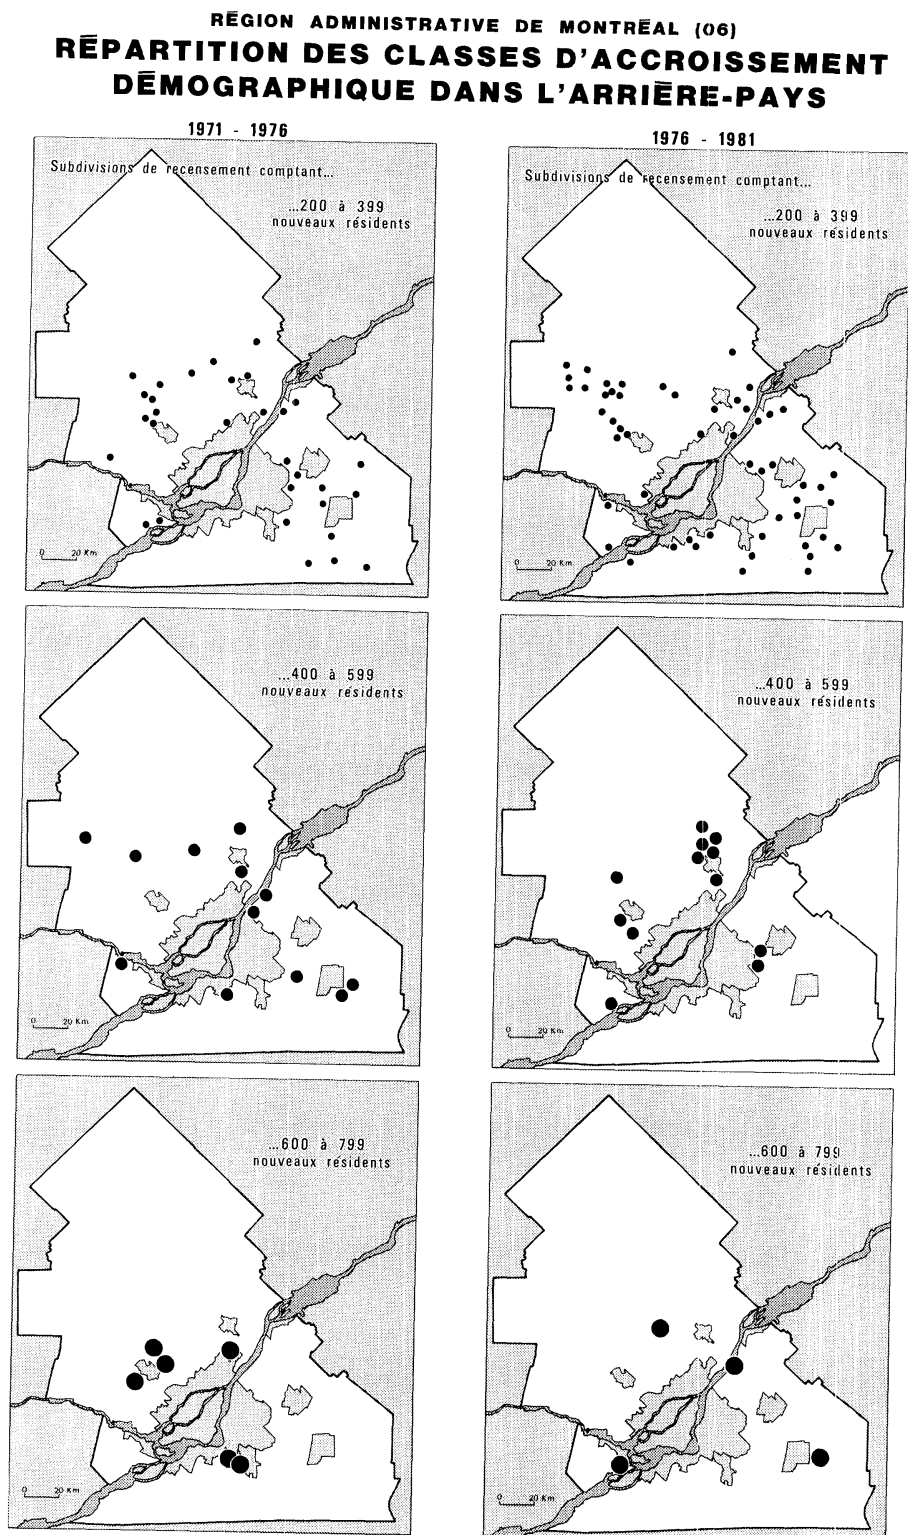 RÉGION ADMINISTRATIVE DE MONTRÉAL (06)
RÉPARTITION DES CLASSES D'ACCROISSEMENT
DÉMOGRAPHIQUE DANS L'ARRIÈRE-PAYS
1971 - 1976
1976 - 1981
Subdivisions de recensement comptant...
...200 à 399
nouveaux résidents
0 20 Km
Subdivisions de recensement comptant...
...200 à 399
nouveaux résidents
0 20 Km
...400 à 599
nouveaux résidents
0 20 Km
...400 à 599
nouveaux résidents
0 20 Km
...600 à 799
nouveaux résidents
0 20 Km
...600 à 799
nouveaux résidents
0 20 Km